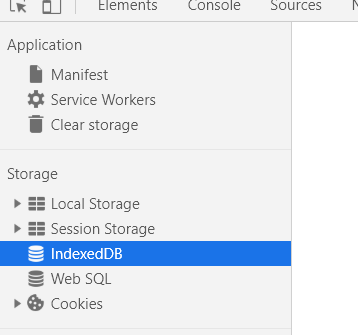 Elements Console Sources
Application
Manifest
Service Workers
Clear storage
Storage
Local Storage
Session Storage
IndexedDB
Web SQL
Cookies